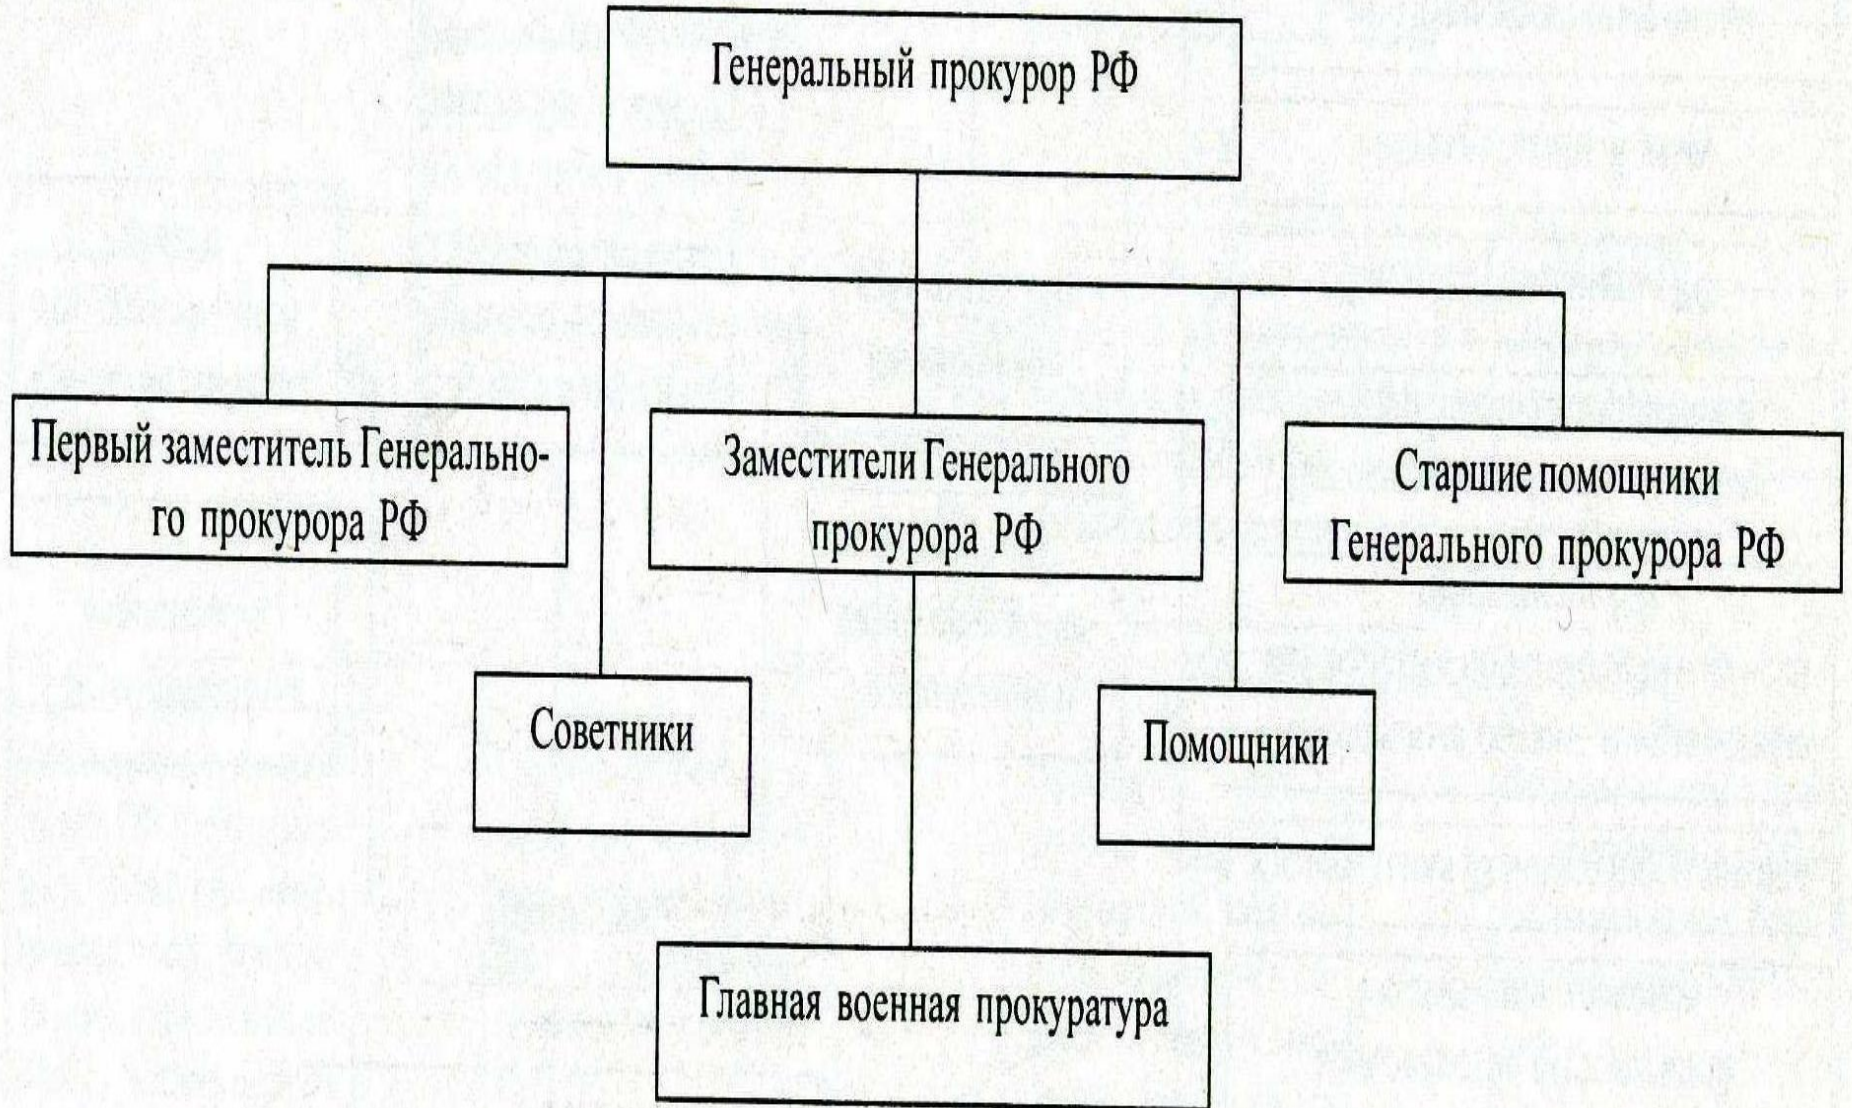 Генеральный прокурор РФ
Первый заместитель Генерально-
го прокурора РФ
Заместители Генерального
прокурора РФ
Старшие помощники
Генерального прокурора РФ
Советники
Помощники
Главная военная прокуратура